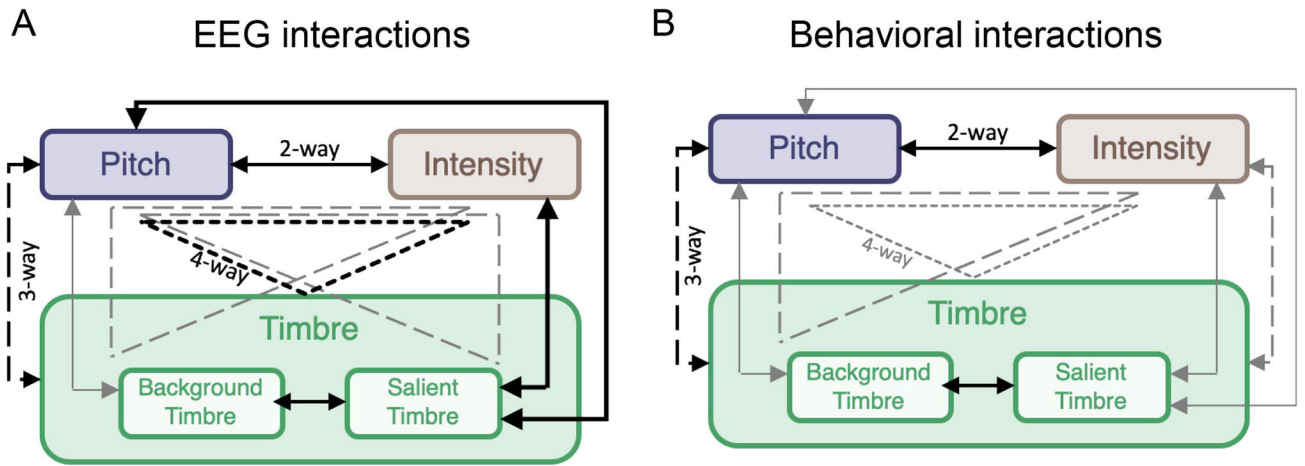 A
EEG interactions
Pitch
2-way
Intensity
3-way
4-way
Timbre
Background
Timbre
Salient
Timbre
B
Behavioral interactions
Pitch
2-way
Intensity
3-way
4-way
Timbre
Background
Timbre
Salient
Timbre